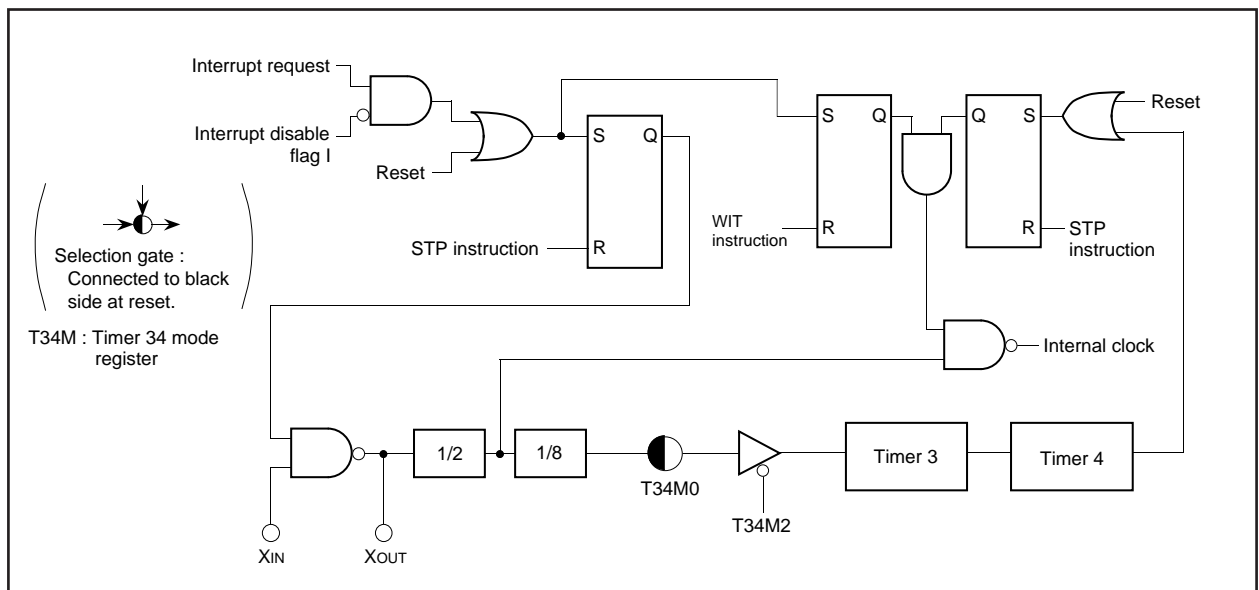 Interrupt request
Interrupt disable
flag I
Reset
S
Q
R
STP instruction
S
Q
R
WIT
instruction
Q
S
R
Reset
STP
instruction
Selection gate :
Connected to black
side at reset.
T34M : Timer 34 mode
register
Internal clock
1/2
1/8
T34M0
T34M2
Timer 3
Timer 4
XIN
XOUT